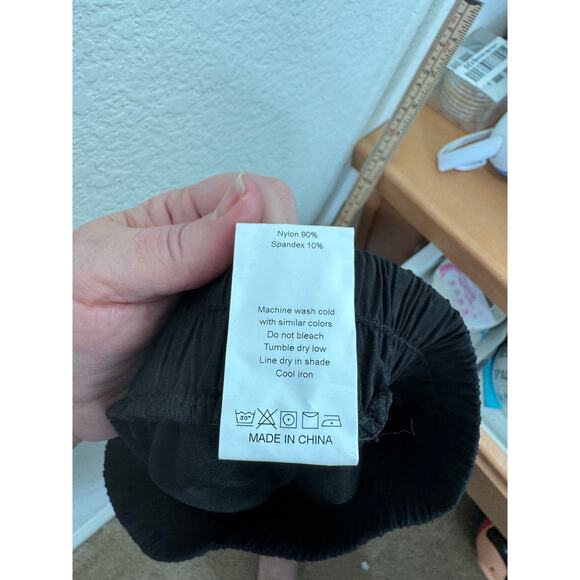 Nylon 90%
Spandex 10%
Machine wash cold
with similar colors
Do not bleach
Tumble dry low
Line dry in shade
Cool iron
30°
MADE IN CHINA